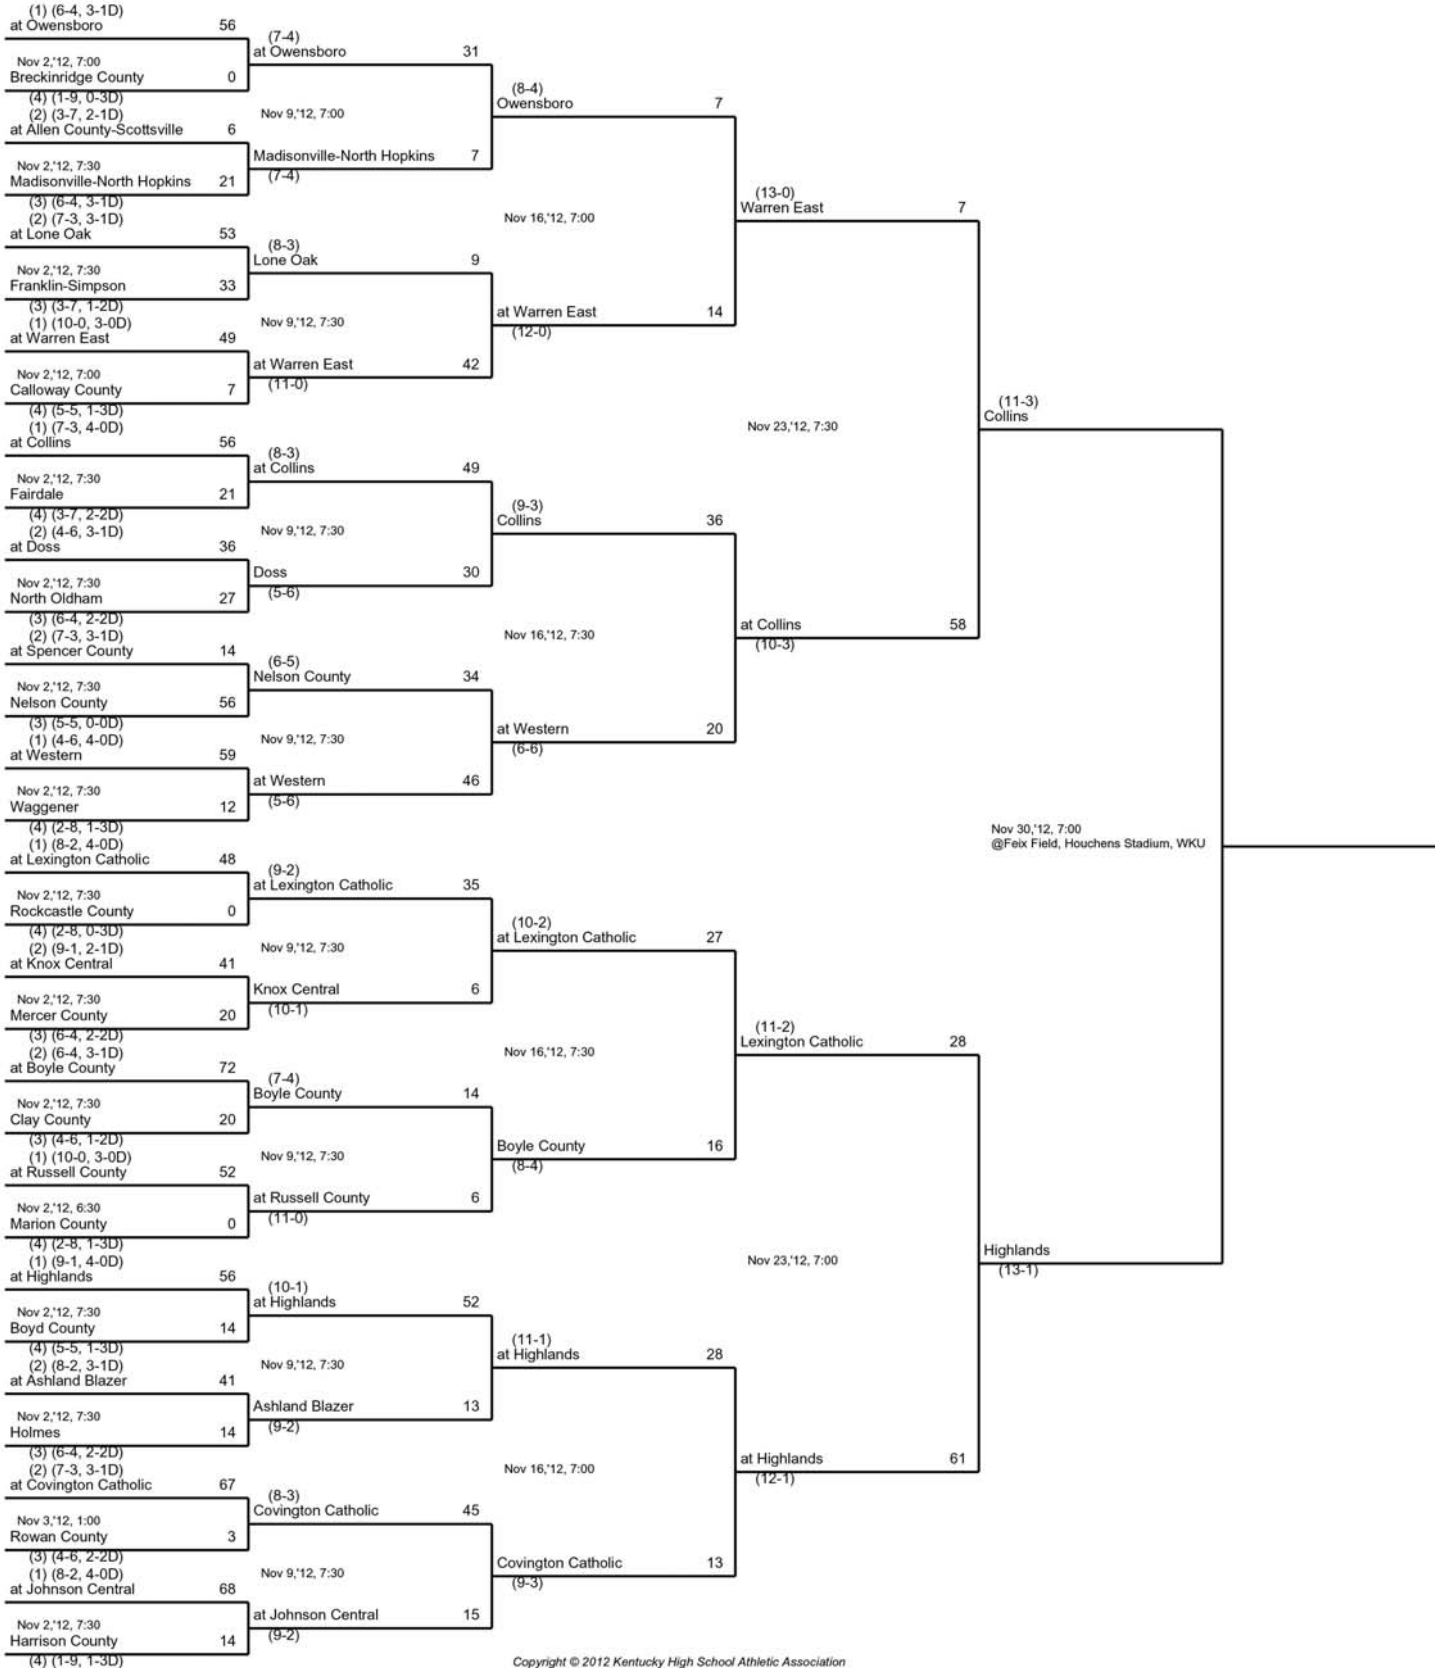 (1) (6-4, 3-1D)
at Owensboro 56
Nov 2,'12, 7:00
Breckinridge County 0
(4) (1-9, 0-3D)
(2) (3-7, 2-1D)
at Allen County-Scottsville 6
Nov 2,'12, 7:30
Madisonville-North Hopkins 21
(3) (6-4, 3-1D)
(2) (7-3, 3-1D)
at Lone Oak 53
Nov 2,'12, 7:30
Franklin-Simpson 33
(3) (3-7, 1-2D)
(1) (10-0, 3-0D)
at Warren East 49
Nov 2,'12, 7:00
Calloway County 7
(4) (5-5, 1-3D)
(1) (7-3, 4-0D)
at Collins 56
Nov 2,'12, 7:30
Fairdale 21
(4) (3-7, 2-2D)
(2) (4-6, 3-1D)
at Doss 36
Nov 2,'12, 7:30
North Oldham 27
(3) (6-4, 2-2D)
(2) (7-3, 3-1D)
at Spencer County 14
Nov 2,'12, 7:30
Nelson County 56
(3) (5-5, 0-0D)
(1) (4-6, 4-0D)
at Western 59
Nov 2,'12, 7:30
Waggener 12
(4) (2-8, 1-3D)
(1) (8-2, 4-0D)
at Lexington Catholic 48
Nov 2,'12, 7:30
Rockcastle County 0
(4) (2-8, 0-3D)
(2) (9-1, 2-1D)
at Knox Central 41
Nov 2,'12, 7:30
Mercer County 20
(3) (6-4, 2-2D)
(2) (6-4, 3-1D)
at Boyle County 72
Nov 2,'12, 7:30
Clay County 20
(3) (4-6, 1-2D)
(1) (10-0, 3-0D)
at Russell County 52
Nov 2,'12, 6:30
Marion County 0
(4) (2-8, 1-3D)
(1) (9-1, 4-0D)
at Highlands 56
Nov 2,'12, 7:30
Boyd County 14
(4) (5-5, 1-3D)
(2) (8-2, 3-1D)
at Ashland Blazer 41
Nov 2,'12, 7:30
Holmes 14
(3) (6-4, 2-2D)
(2) (7-3, 3-1D)
at Covington Catholic 67
Nov 3,'12, 1:00
Rowan County 3
(3) (4-6, 2-2D)
(1) (8-2, 4-0D)
at Johnson Central 68
Nov 2,'12, 7:30
Harrison County 14
(4) (1-9, 1-3D)
(7-4)
at Owensboro 31
Nov 9,'12, 7:00
Madisonville-North Hopkins 7
(7-4)
(8-3)
Lone Oak 9
Nov 9,'12, 7:30
at Warren East 42
(11-0)
(8-3)
at Collins 49
Nov 9,'12, 7:30
Doss 30
(5-6)
(6-5)
Nelson County 34
Nov 9,'12, 7:30
at Western 46
(5-6)
(9-2)
at Lexington Catholic 35
Nov 9,'12, 7:30
Knox Central 6
(10-1)
(7-4)
Boyle County 14
Nov 9,'12, 7:30
at Russell County 6
(11-0)
(10-1)
at Highlands 52
Nov 9,'12, 7:30
Ashland Blazer 13
(9-2)
(8-3)
Covington Catholic 45
Nov 9,'12, 7:30
at Johnson Central 15
(9-2)
(8-4)
Owensboro 7
Nov 16,'12, 7:00
at Warren East 14
(12-0)
(9-3)
Collins 36
Nov 16,'12, 7:30
at Western 20
(6-6)
(10-2)
at Lexington Catholic 27
Nov 16,'12, 7:30
Boyle County 16
(8-4)
(11-1)
at Highlands 28
Nov 16,'12, 7:00
Covington Catholic 13
(9-3)
(13-0)
Warren East 7
Nov 23,'12, 7:30
at Collins 58
(10-3)
(11-2)
Lexington Catholic 28
Nov 23,'12, 7:00
at Highlands 61
(12-1)
(11-3)
Collins
Nov 30,'12, 7:00
@Feix Field, Houchens Stadium, WKU
Highlands
(13-1)
Copyright © 2012 Kentucky High School Athletic Association